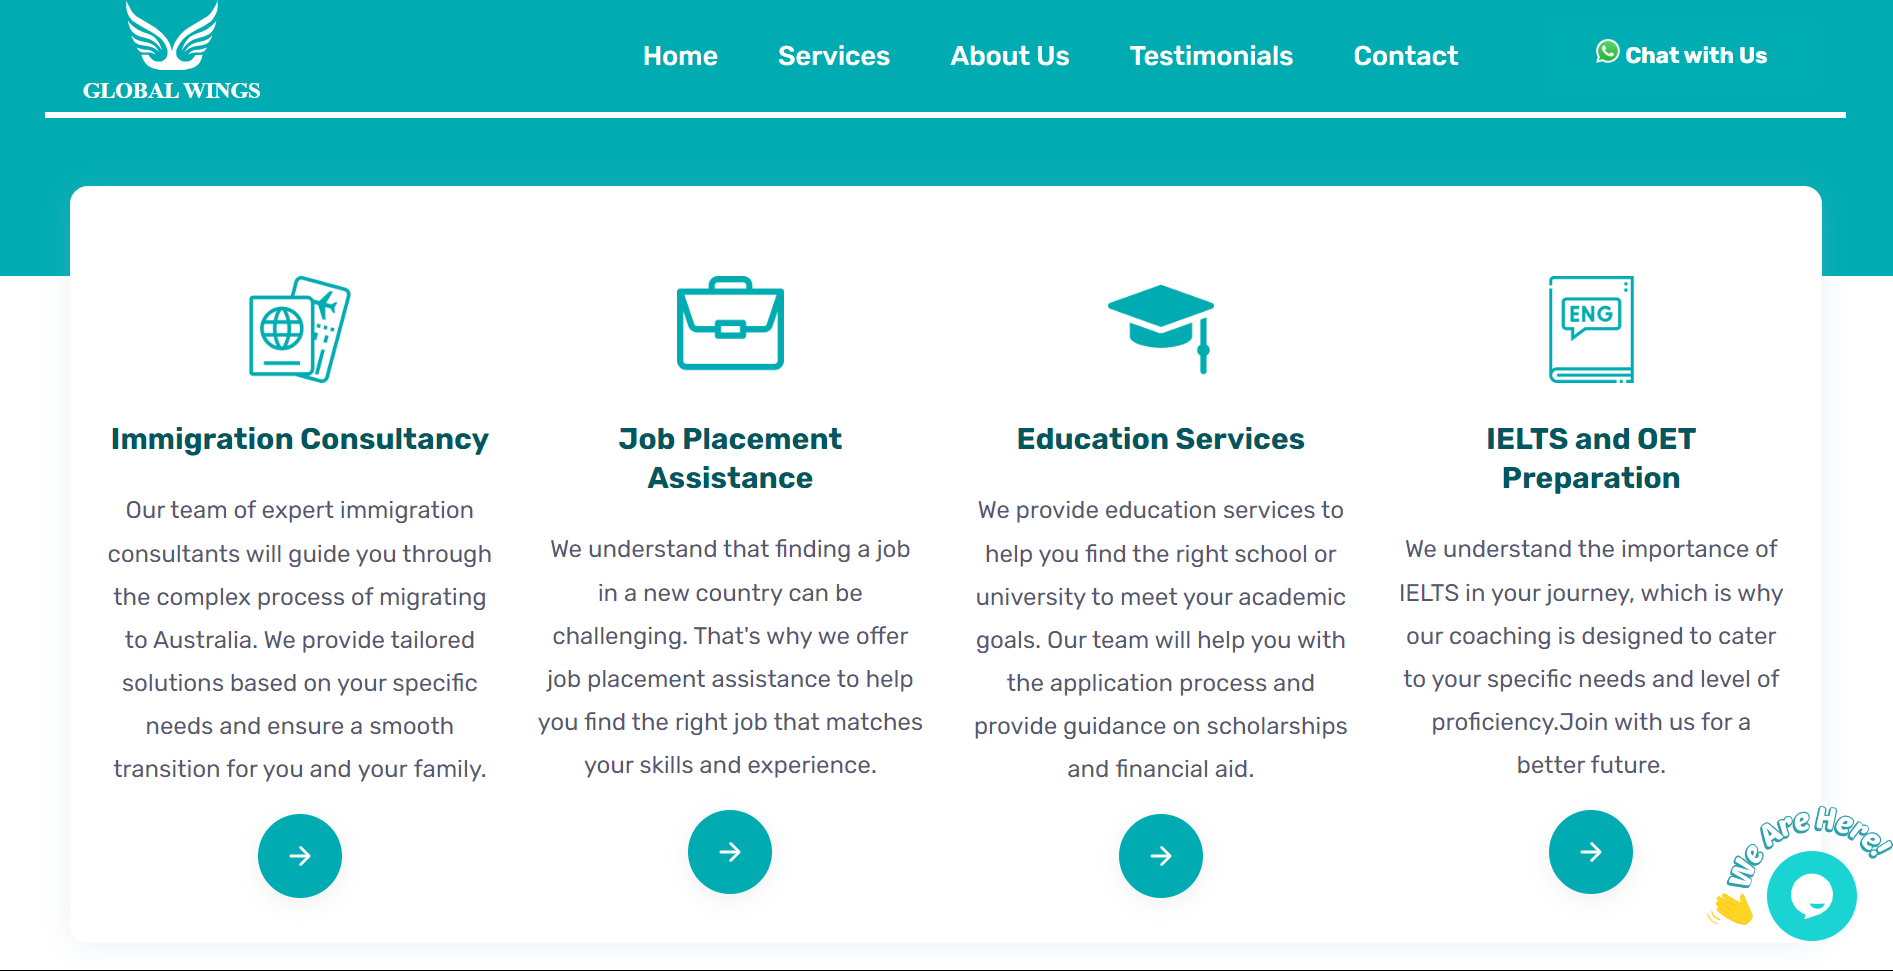 GLOBAL WINGS
Home
Services
About Us
Testimonials
Contact
Chat with Us
ENG
Immigration Consultancy
Our team of expert immigration
consultants will guide you through
the complex process of migrating
to Australia. We provide tailored
solutions based on your specific
needs and ensure a smooth
transition for you and your family.
Job Placement
Assistance
We understand that finding a job
in a new country can be
challenging. That's why we offer
job placement assistance to help
you find the right job that matches
your skills and experience.
Education Services
We provide education services to
help you find the right school or
university to meet your academic
goals. Our team will help you with
the application process and
provide guidance on scholarships
and financial aid.
IELTS and OET
Preparation
We understand the importance of
IELTS in your journey, which is why
our coaching is designed to cater
to your specific needs and level of
proficiency.Join with us for a
better future.
We Are Here!